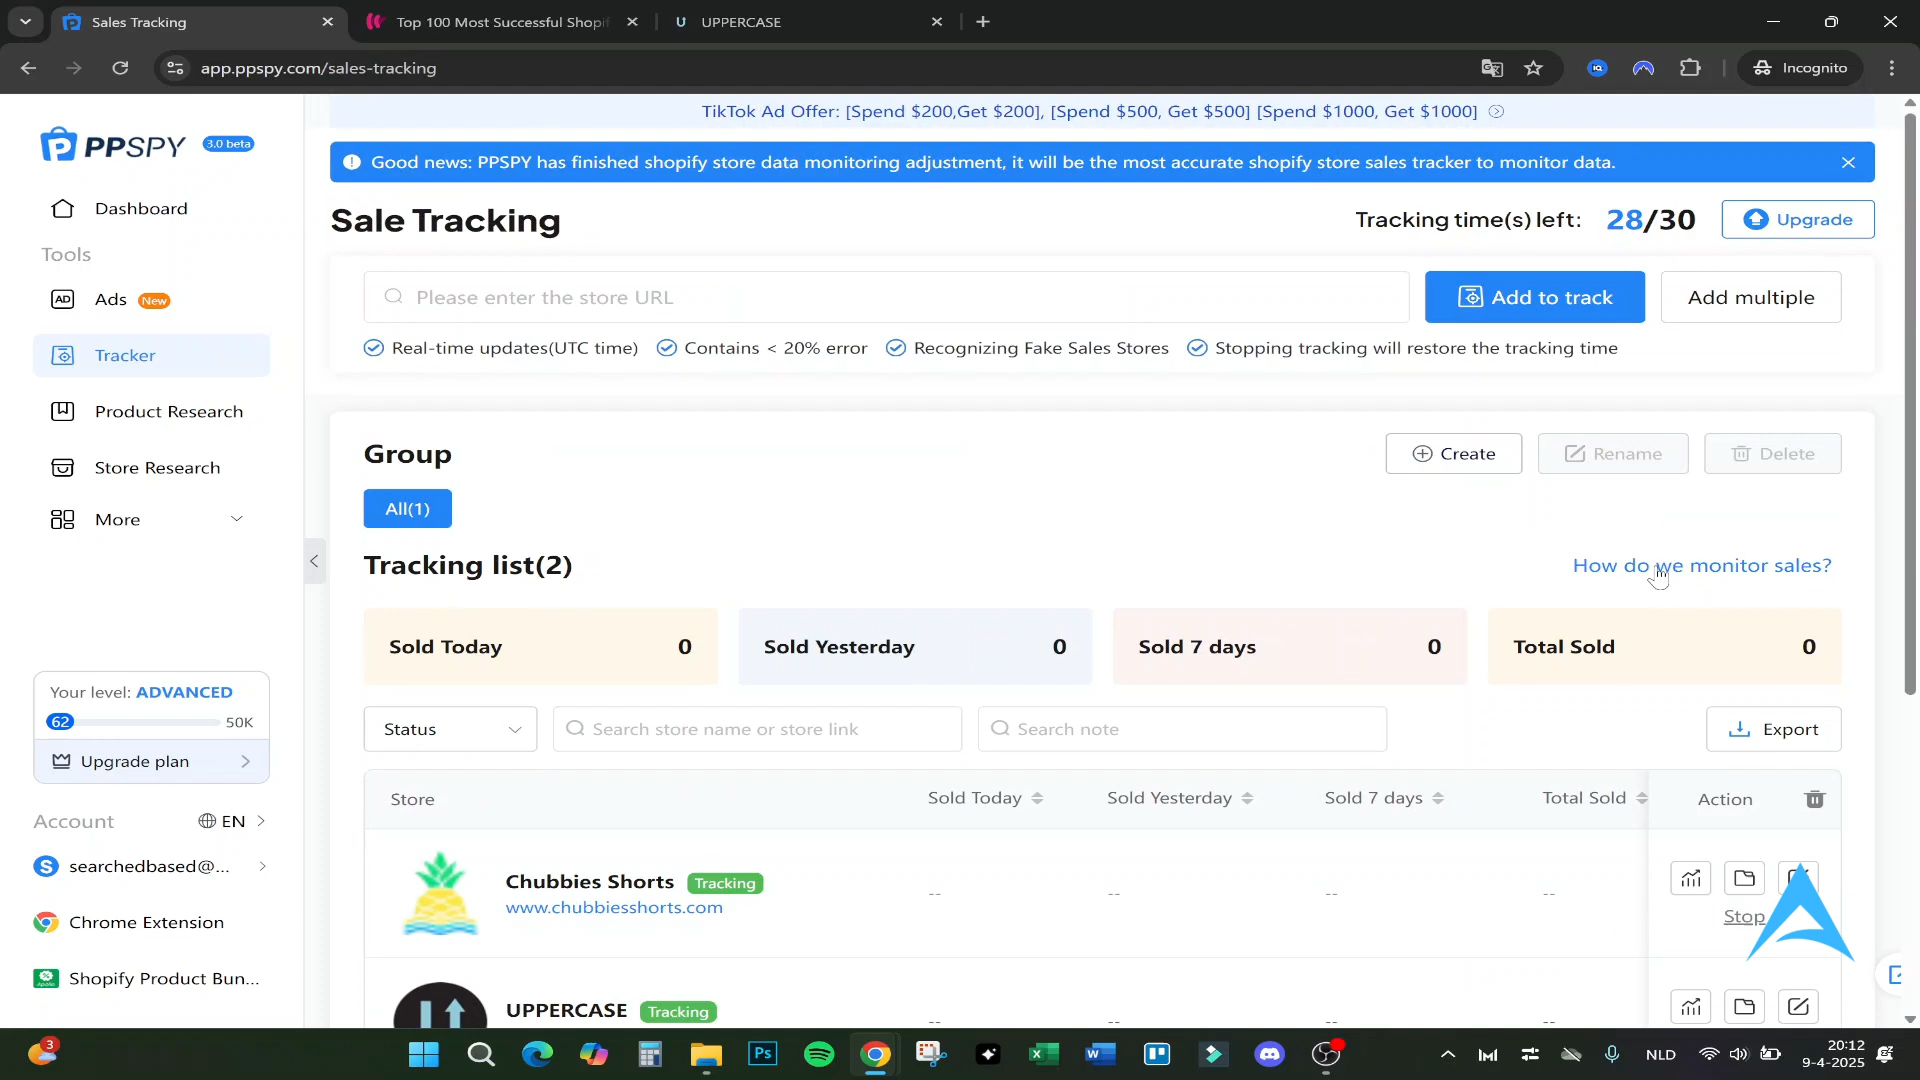 Sales Tracking
Top 100 Most Successful Shopif
UPPERCASE
app.ppspy.com/sales-tracking
Incognito
TikTok Ad Offer: [Spend $200,Get $200], [Spend $500, Get $500] [Spend $1000, Get $1000]
PPSPY 3.0 beta
Good news: PPSPY has finished shopify store data monitoring adjustment, it will be the most accurate shopify store sales tracker to monitor data.
Dashboard
Tools
Ads New
Tracker
Product Research
Store Research
More
Sale Tracking
Tracking time(s) left: 28/30
Upgrade
Please enter the store URL
Add to track
Add multiple
Real-time updates(UTC time)
Contains < 20% error
Recognizing Fake Sales Stores
Stopping tracking will restore the tracking time
Group
Create
Rename
Delete
All(1)
Tracking list(2)
How do we monitor sales?
Sold Today 0
Sold Yesterday 0
Sold 7 days 0
Total Sold 0
Status
Search store name or store link
Search note
Export
Store
Sold Today
Sold Yesterday
Sold 7 days
Total Sold
Action
Chubbies Shorts Tracking
www.chubbiesshorts.com
-- -- -- --
Stop
UPPERCASE Tracking
-- -- -- --
Your level: ADVANCED
62 50K
Upgrade plan
Account
EN
S searchedbased@...
Chrome Extension
Shopify Product Bun...
3
Ps
NLD
20:12
9-4-2025